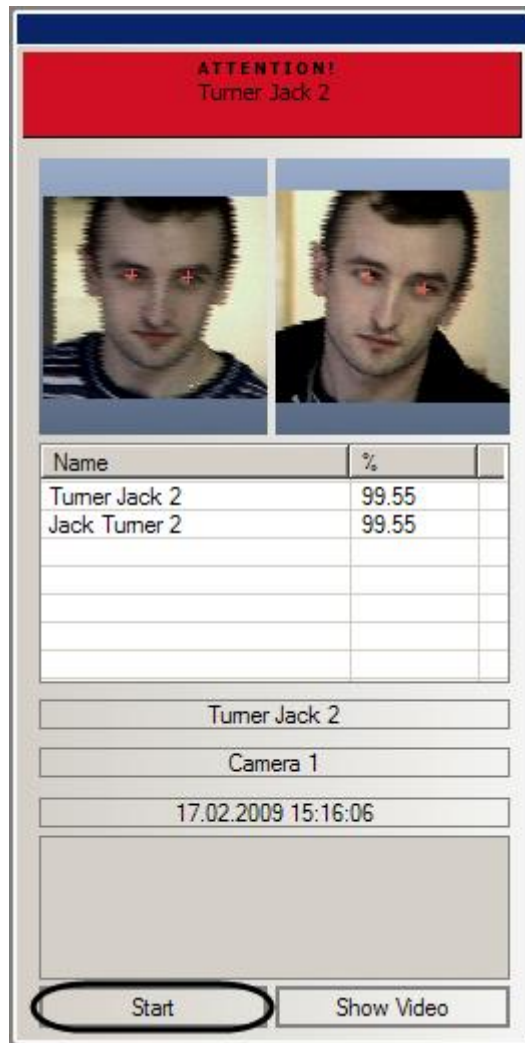 ATTENTION!
Turner Jack 2
Name %
Turner Jack 2 99.55
Jack Turner 2 99.55
Turner Jack 2
Camera 1
17.02.2009 15:16:06
Start Show Video